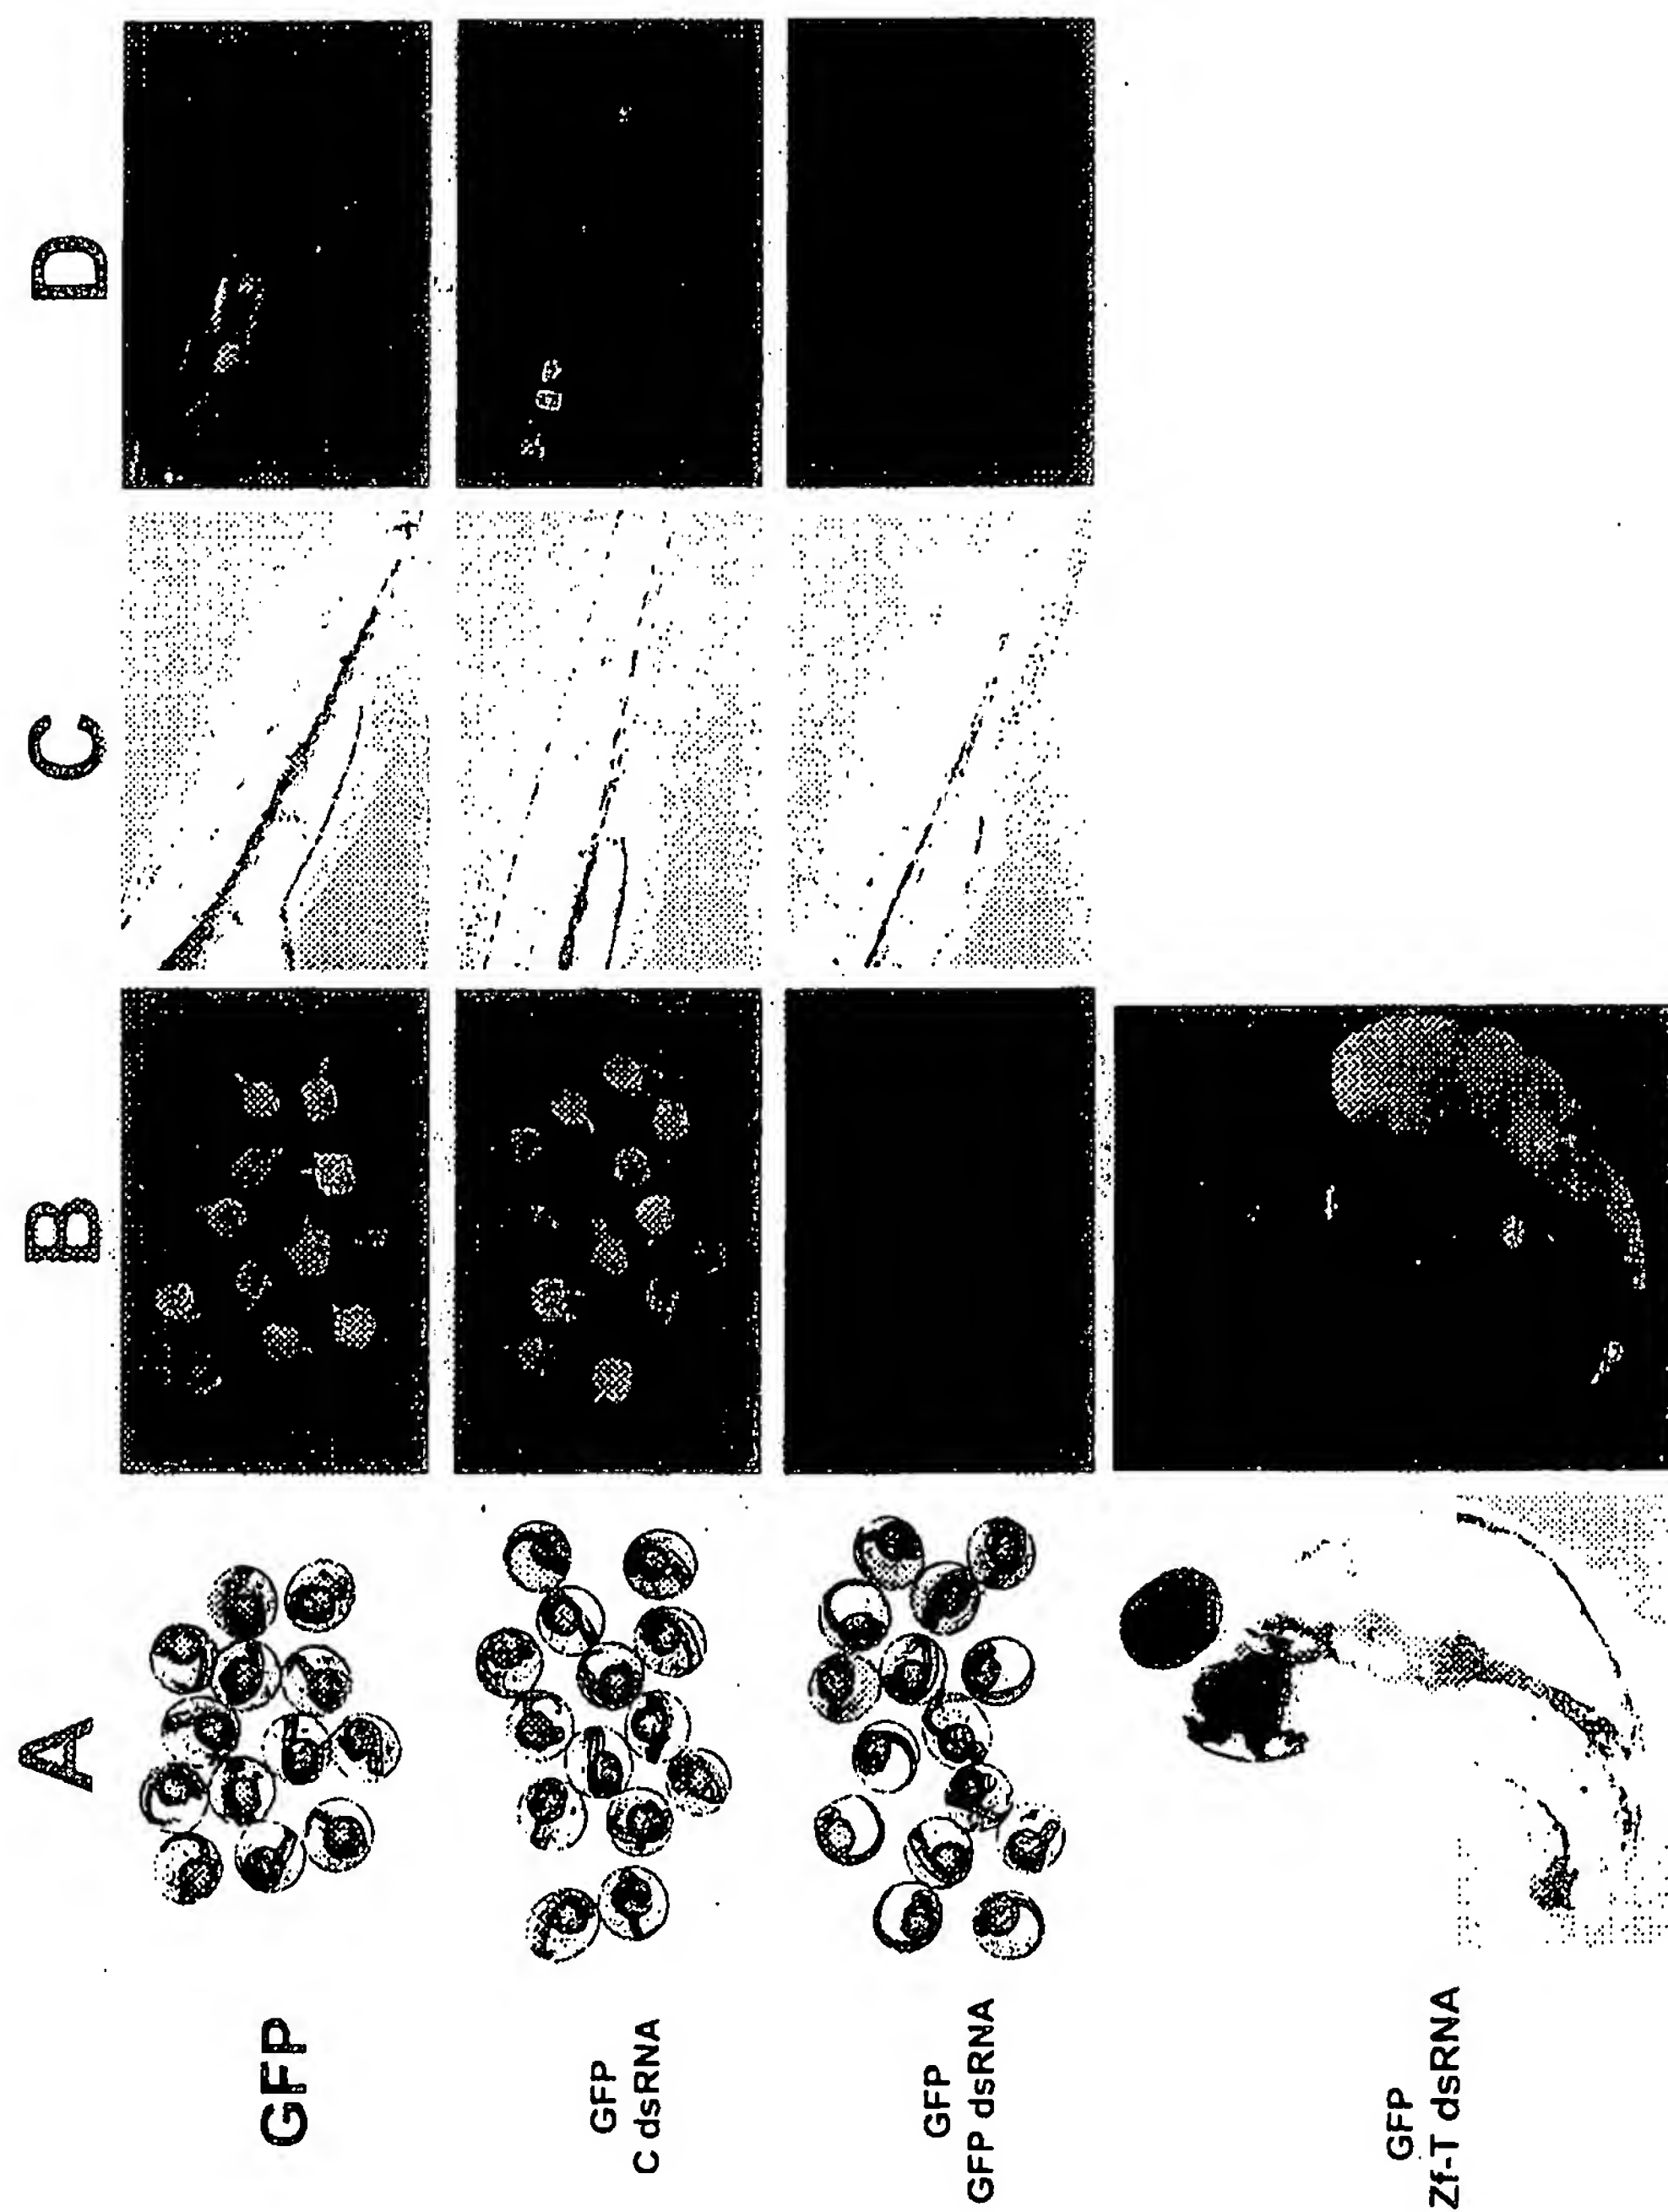 A
B
C
D
GFP
GFP
C dsRNA
GFP
GFP dsRNA
GFP
Zf-T dsRNA